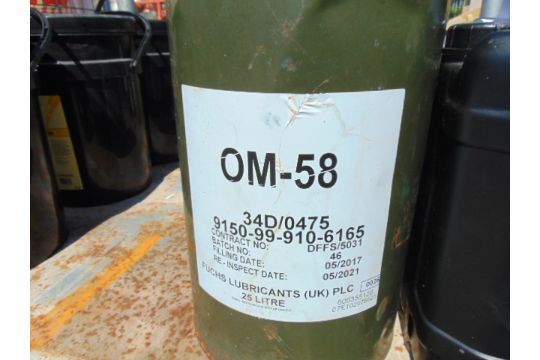 OM-58
34D/0475
9150-99-910-6165
CONTRACT NO: DFFS/5031
BATCH NO: 46
FILLING DATE: 05/2017
RE - INSPECT DATE: 05/2021
FUCHS LUBRICANTS (UK) PLC
25 LITRE